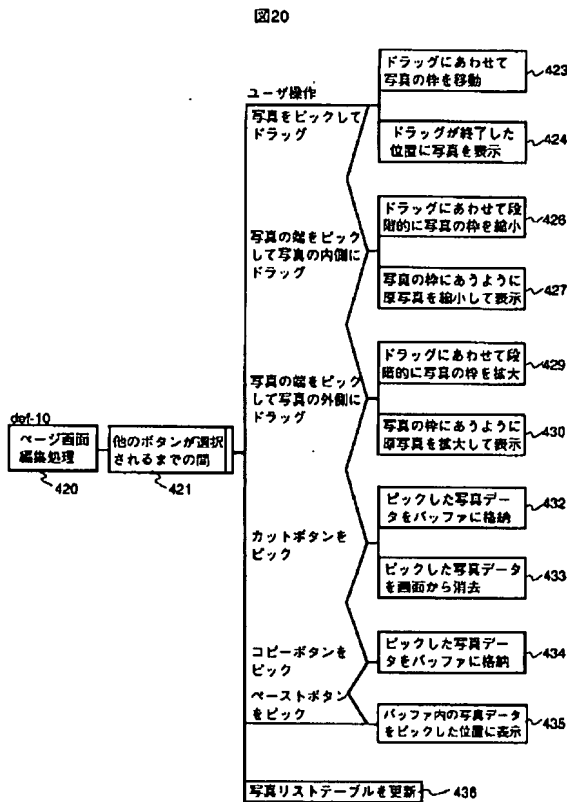 図20
ユーザ操作
写真をピックして
ドラッグ
ドラッグにあわせて
写真の枠を移動
423
ドラッグが終了した
位置に写真を表示
424
写真の端をピック
して写真の内側に
ドラッグ
ドラッグにあわせて段
階的に写真の枠を縮小
426
写真の枠にあうように
原写真を縮小して表示
427
写真の端をピック
して写真の外側に
ドラッグ
ドラッグにあわせて段
階的に写真の枠を拡大
429
写真の枠にあうように
原写真を拡大して表示
430
def-10
ページ画面
編集処理
420
他のボタンが選択
されるまでの間
421
カットボタンを
ピック
ピックした写真デー
タをバッファに格納
432
ピックした写真データ
を画面から消去
433
コピーボタンを
ピック
ピックした写真デー
タをバッファに格納
434
ペーストボタン
をピック
バッファ内の写真データ
をピックした位置に表示
435
写真リストテーブルを更新
436